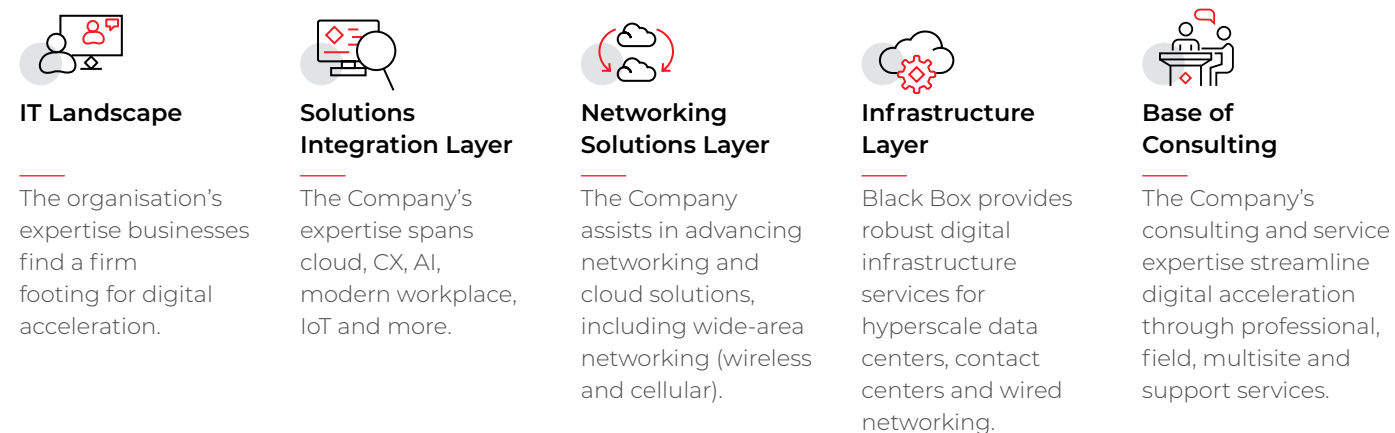 IT Landscape
The organisation's
expertise businesses
find a firm
footing for digital
acceleration.
Solutions
Integration Layer
The Company's
expertise spans
cloud, CX, AI,
modern workplace,
IoT and more.
Networking
Solutions Layer
The Company
assists in advancing
networking and
cloud solutions,
including wide-area
networking (wireless
and cellular).
Infrastructure
Layer
Black Box provides
robust digital
infrastructure
services for
hyperscale data
centers, contact
centers and wired
networking.
Base of
Consulting
The Company's
consulting and service
expertise streamline
digital acceleration
through professional,
field, multisite and
support services.